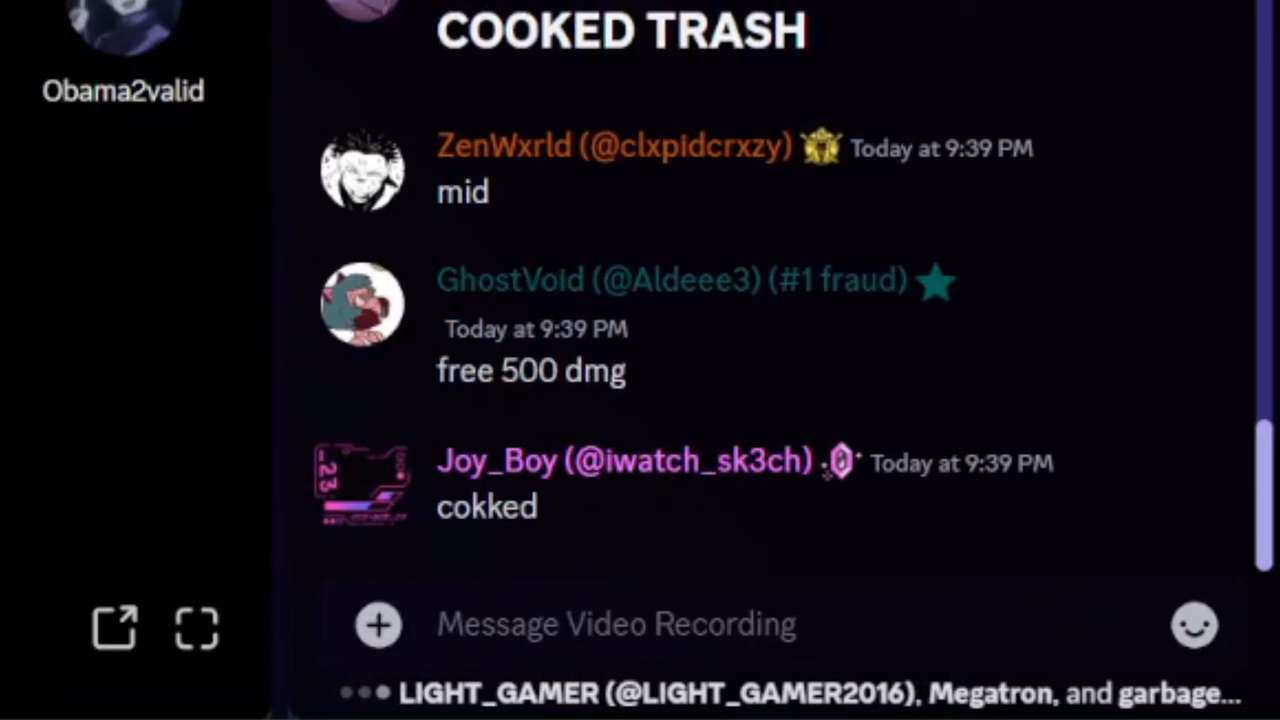 COOKED TRASH
Obama2valid
ZenWxrld (@clxpidcrxzy) Today at 9:39 PM
mid
GhostVoid (@Aldeee3) (#1 fraud)
Today at 9:39 PM
free 500 dmg
Joy_Boy (@iwatch_sk3ch) Today at 9:39 PM
cokked
Message Video Recording
LIGHT_GAMER (@LIGHT_GAMER2016), Megatron, and garbage...